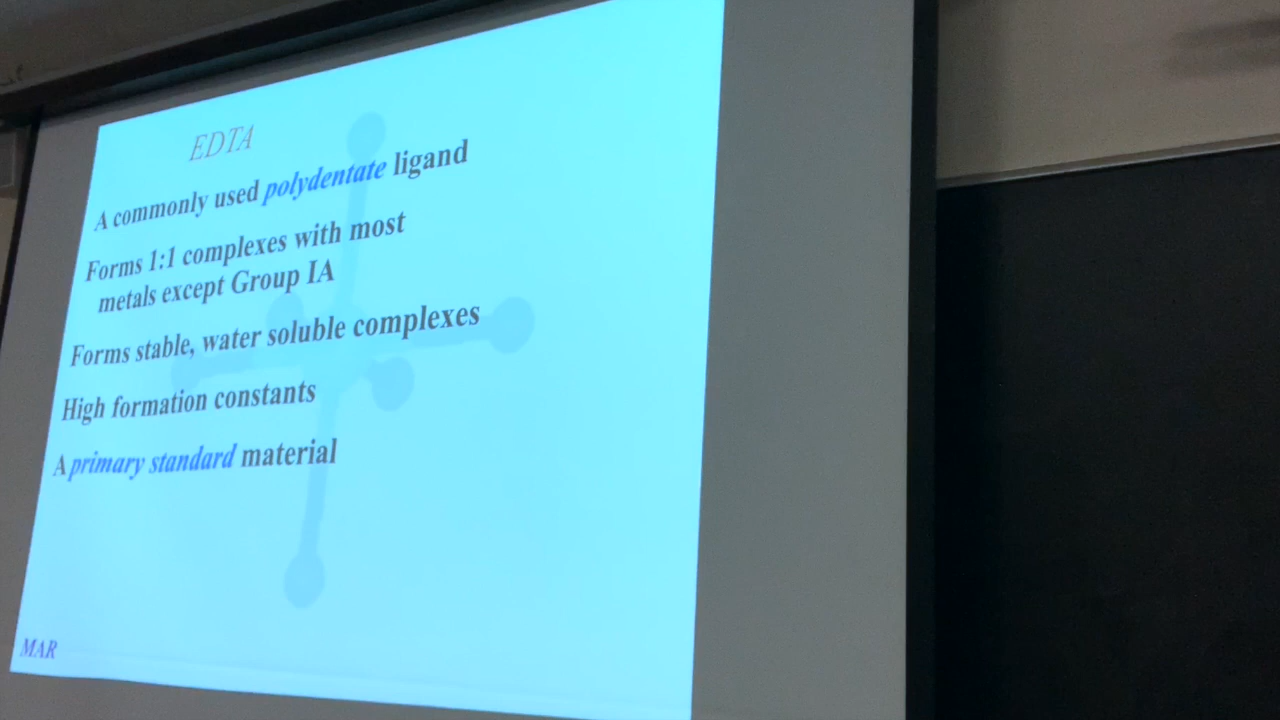 EDTA
A commonly used polydentate ligand
Forms 1:1 complexes with most
metals except Group IA
Forms stable, water soluble complexes
High formation constants
A primary standard material
MAR